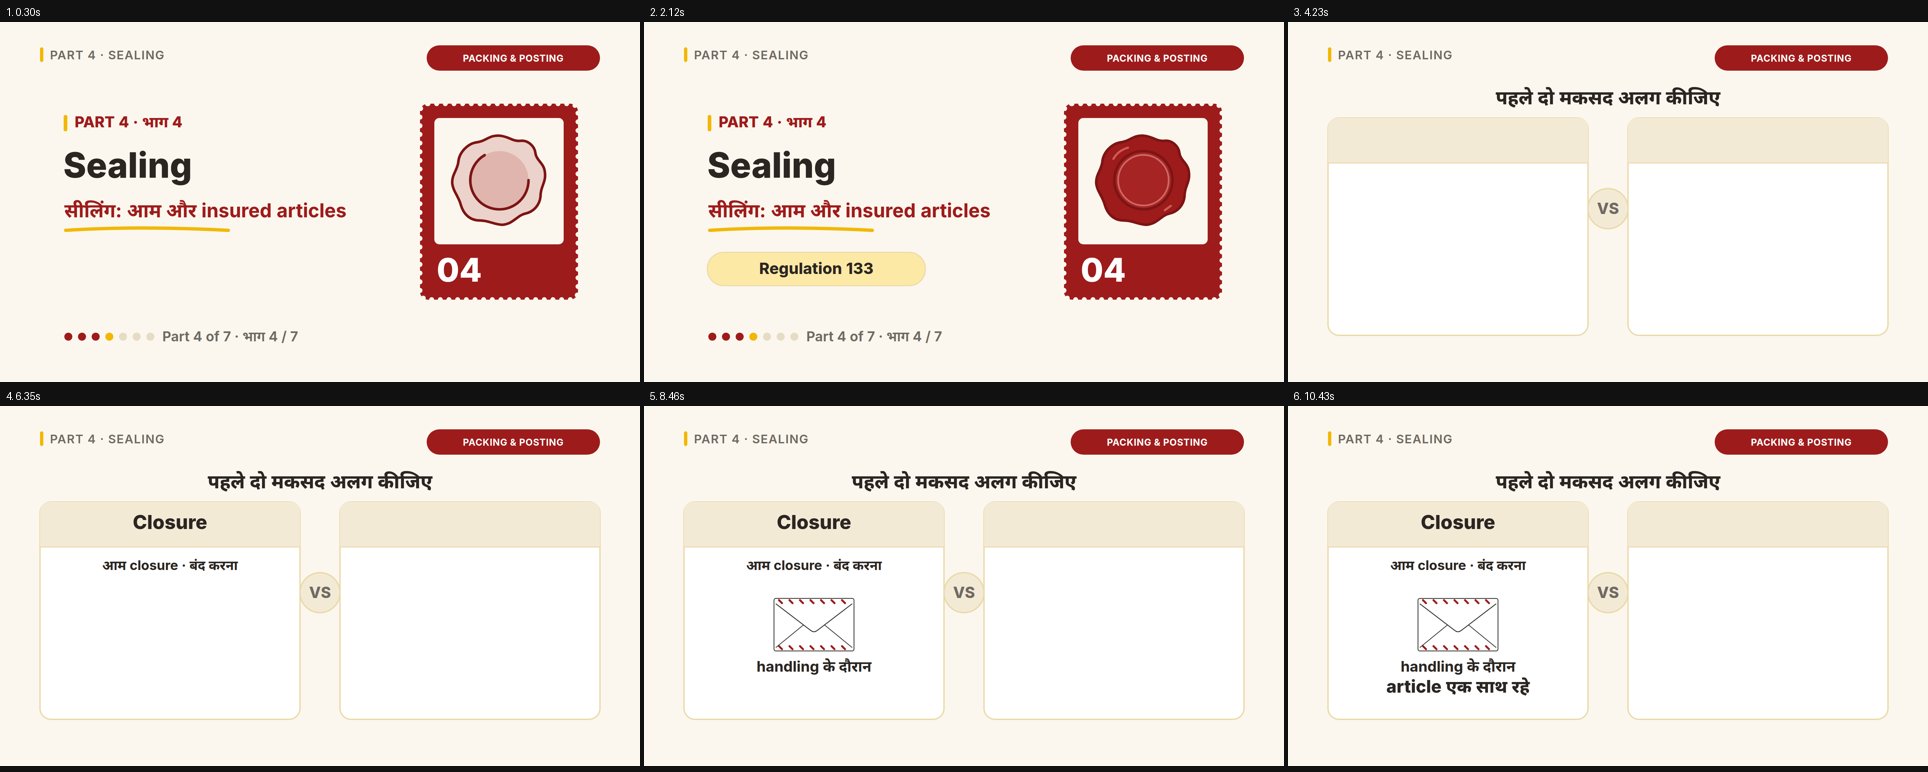 1. 0.30s
PART 4 · SEALING
PACKING & POSTING
PART 4 · भाग 4
Sealing
सीलिंग: आम और insured articles
04
Part 4 of 7 · भाग 4 / 7
2. 2.12s
PART 4 · SEALING
PACKING & POSTING
PART 4 · भाग 4
Sealing
सीलिंग: आम और insured articles
Regulation 133
04
Part 4 of 7 · भाग 4 / 7
3. 4.23s
PART 4 · SEALING
PACKING & POSTING
पहले दो मकसद अलग कीजिए
VS
4. 6.35s
PART 4 · SEALING
PACKING & POSTING
पहले दो मकसद अलग कीजिए
Closure
आम closure · बंद करना
VS
5. 8.46s
PART 4 · SEALING
PACKING & POSTING
पहले दो मकसद अलग कीजिए
Closure
आम closure · बंद करना
VS
handling के दौरान
6. 10.43s
PART 4 · SEALING
PACKING & POSTING
पहले दो मकसद अलग कीजिए
Closure
आम closure · बंद करना
VS
handling के दौरान
article एक साथ रहे